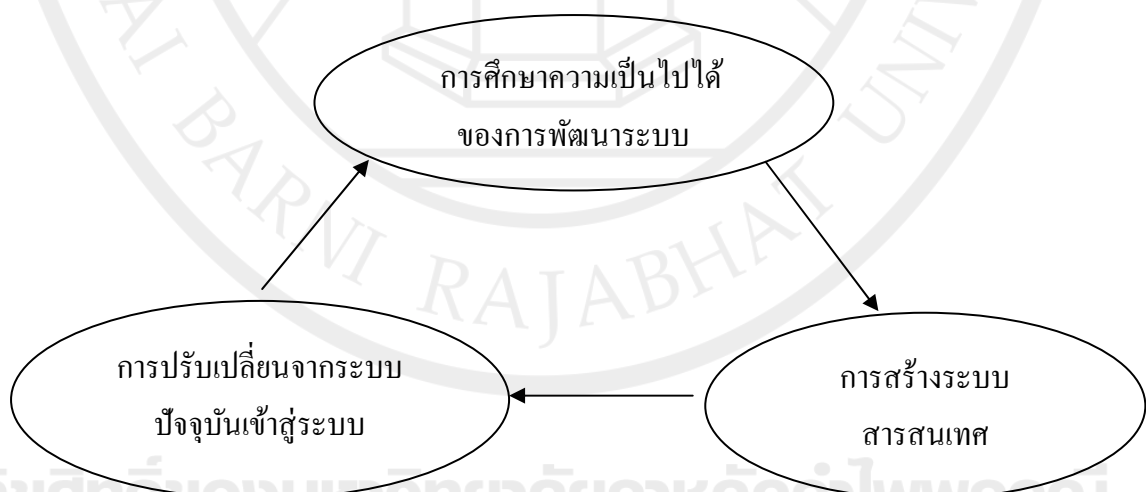 การศึกษาความเป็นไปได้
ของการพัฒนาระบบ
BARNI RAJABHAT
การปรับเปลี่ยนจากระบบ
ปัจจุบันเข้าสู่ระบบ
การสร้างระบบ
สารสนเทศ